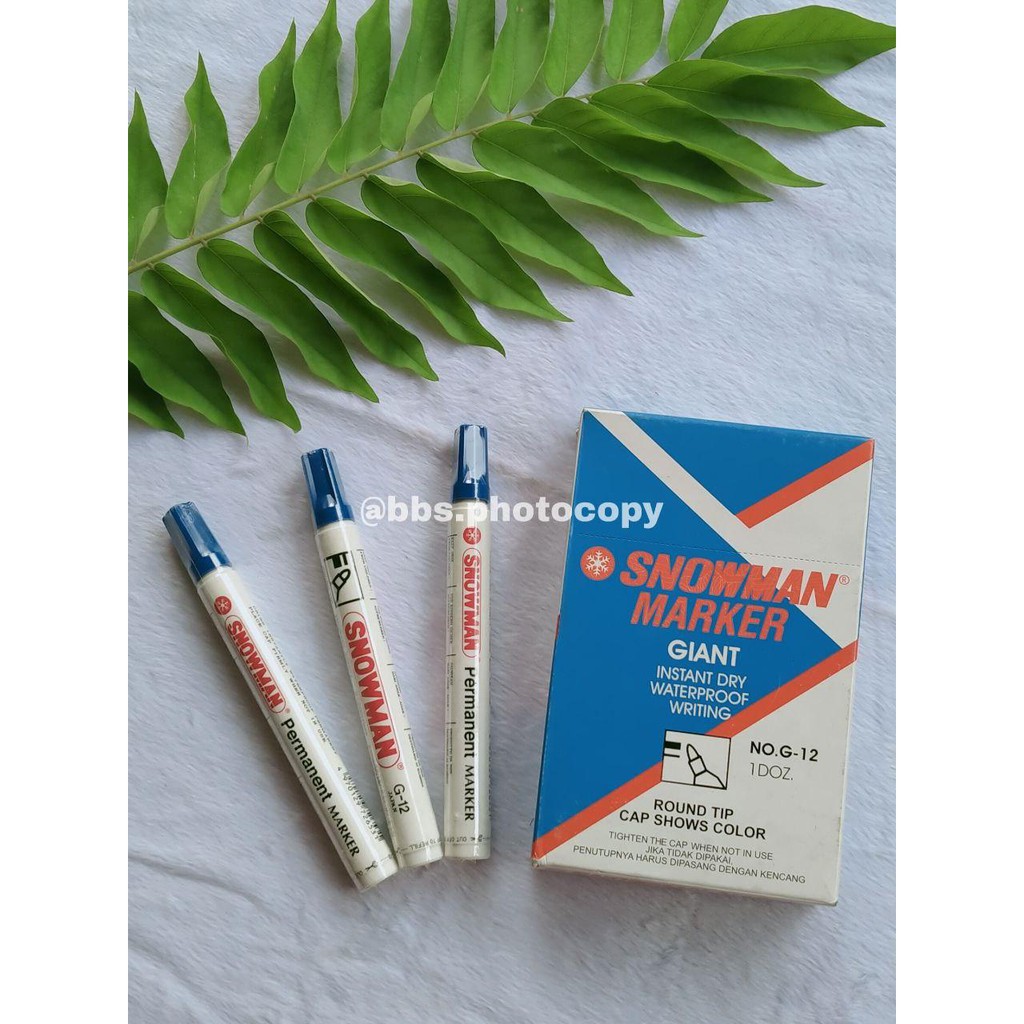 @bbs.photocopy
SNOWMAN®
MARKER
GIANT
INSTANT DRY
WATERPROOF
WRITING
NO.G-12
1DOZ.
ROUND TIP
CAP SHOWS COLOR
TIGHTEN THE CAP WHEN NOT IN USE
JIKA TIDAK DIPAKAI,
PENUTUPNYA HARUS DIPASANG DENGAN KENCANG
SNOWMAN® Permanent MARKER
SNOWMAN® G-12
JAPAN
SNOWMAN® Permanent MARKER